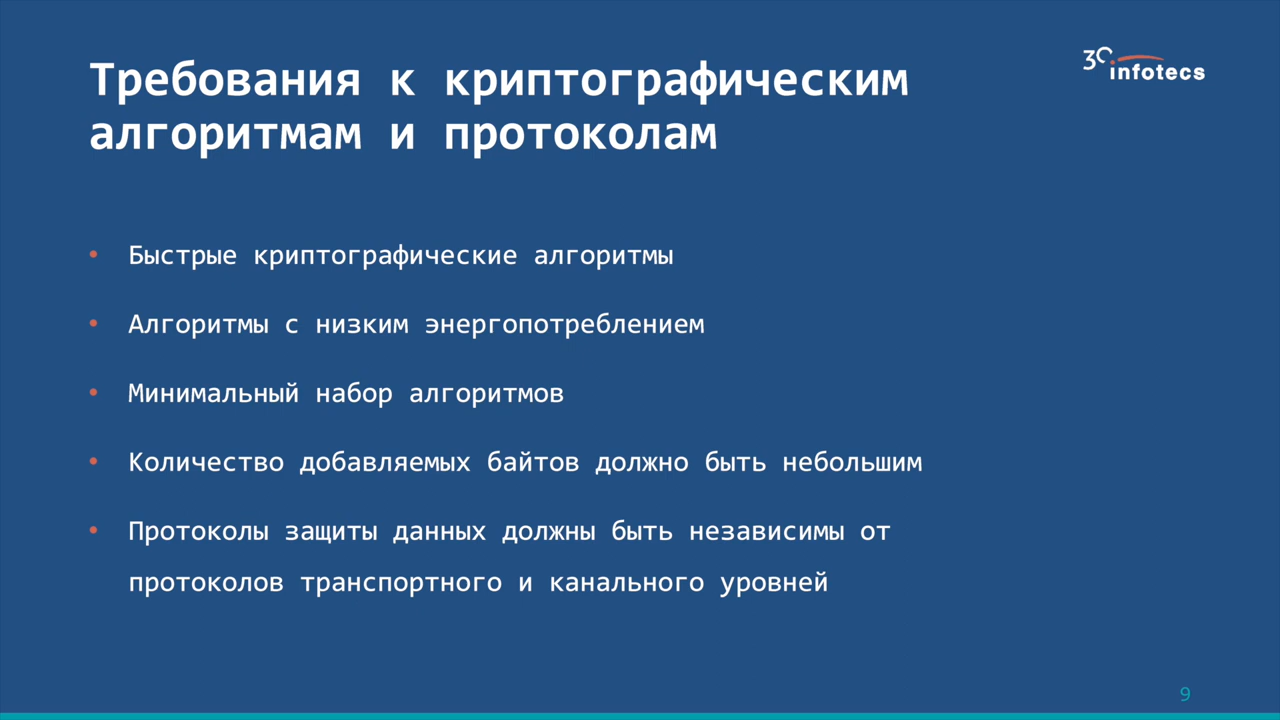 Требования к криптографическим
алгоритмам и протоколам
30 infotecs
• Быстрые криптографические алгоритмы
• Алгоритмы с низким энергопотреблением
• Минимальный набор алгоритмов
• Количество добавляемых байтов должно быть небольшим
• Протоколы защиты данных должны быть независимы от
протоколов транспортного и канального уровней
9